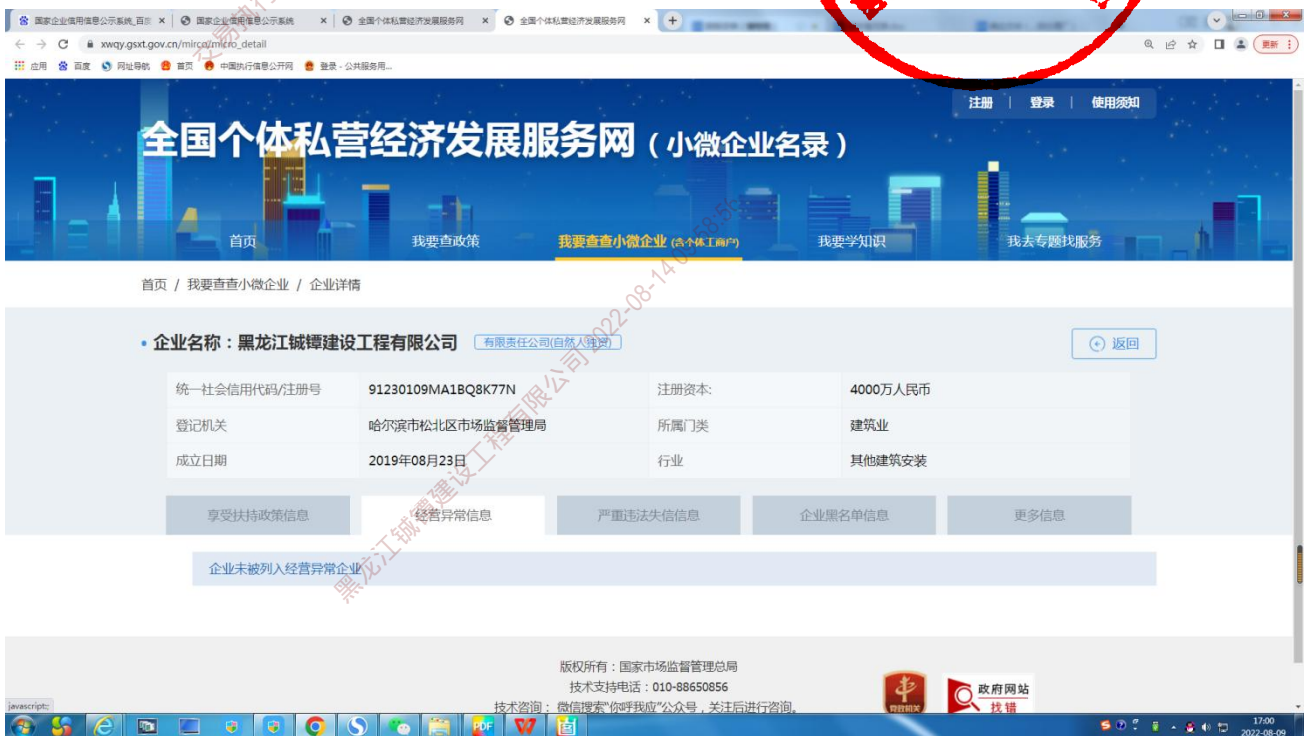 国家企业信用信息公示系统_百度
国家企业信用信息公示系统
全国个体私营经济发展服务网
全国个体私营经济发展服务网
xwqy.gsxt.gov.cn/mirco/micro_detail
更新
应用
百度
网址导航
首页
中国执行信息公开网
登录 - 公共服务用...
注册 | 登录 | 使用须知
全国个体私营经济发展服务网（小微企业名录）
首页
我要查政策
我要查查小微企业 (含个体工商户)
我要学知识
我去专题找服务
首页 / 我要查查小微企业 / 企业详情
• 企业名称：黑龙江铖镡建设工程有限公司
有限责任公司(自然人独资)
返回
统一社会信用代码/注册号 91230109MA1BQ8K77N 注册资本: 4000万人民币
登记机关 哈尔滨市松北区市场监督管理局 所属门类 建筑业
成立日期 2019年08月23日 行业 其他建筑安装
享受扶持政策信息
经营异常信息
严重违法失信信息
企业黑名单信息
更多信息
企业未被列入经营异常企业
黑龙江铖镡建设工程有限公司 2022-08-14
版权所有：国家市场监督管理总局
技术支持电话：010-88650856
技术咨询： 微信搜索"你呼我应"公众号，关注后进行咨询。
党政机关
政府网站
找错
javascript:;
17:00
2022-08-09